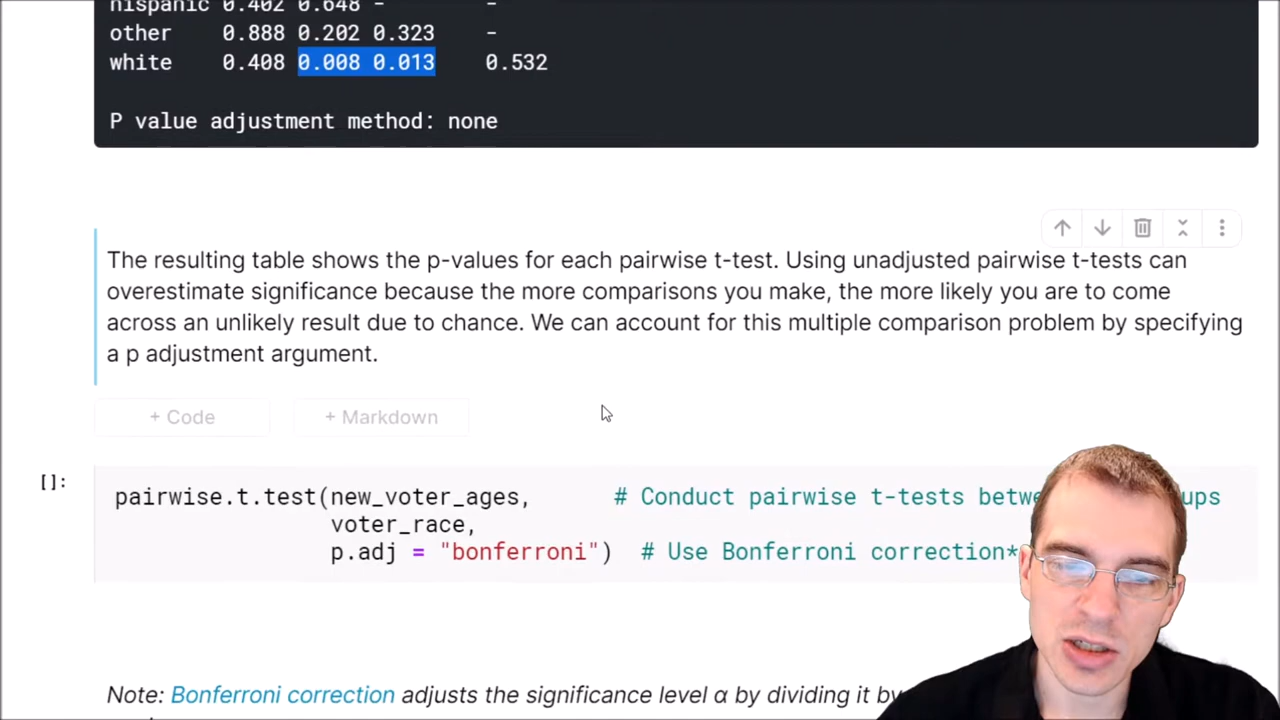 hispanic 0.402 0.648 - -
other 0.888 0.202 0.323 -
white 0.408 0.008 0.013 0.532
P value adjustment method: none
The resulting table shows the p-values for each pairwise t-test. Using unadjusted pairwise t-tests can
overestimate significance because the more comparisons you make, the more likely you are to come
across an unlikely result due to chance. We can account for this multiple comparison problem by specifying
a p adjustment argument.
+ Code + Markdown
[]:
pairwise.t.test(new_voter_ages, # Conduct pairwise t-tests
voter_race,
p.adj = "bonferroni") # Use Bonferroni correction*
Note: Bonferroni correction adjusts the significance level α by dividing it by